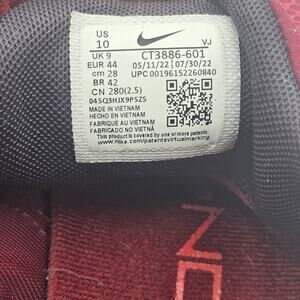 US
10
VJ
UK 9
EUR 44
cm 28
BR 42
CN 280(2.5)
CT3886-601
05/11/22 07/30/22
UPC 00196152260840
045Q3HJX9P5Z5
MADE IN VIETNAM
HECHO EN VIETNAM
FABRIQUE AU VIETNAM
FABRICADO NO VIETNÃ
This product is covered by one or more patents:
www.nike.com/patentsvirtualmarking